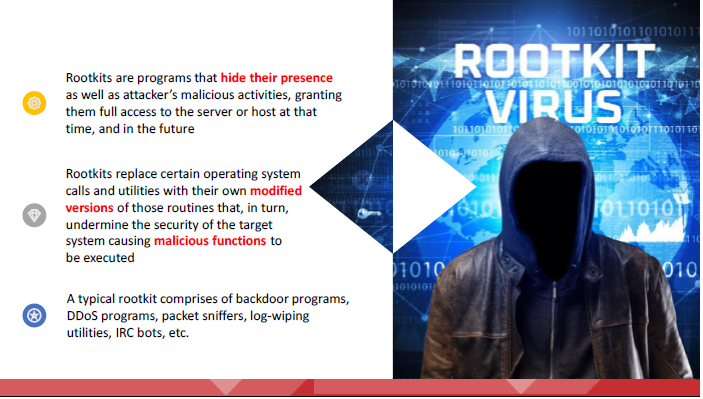 Rootkits are programs that hide their presence
as well as attacker's malicious activities, granting
them full access to the server or host at that
time, and in the future
Rootkits replace certain operating system
calls and utilities with their own modified
versions of those routines that, in turn,
undermine the security of the target
system causing malicious functions to
be executed
A typical rootkit comprises of backdoor programs,
DDoS programs, packet sniffers, log-wiping
utilities, IRC bots, etc.
ROOTKIT
VIRUS